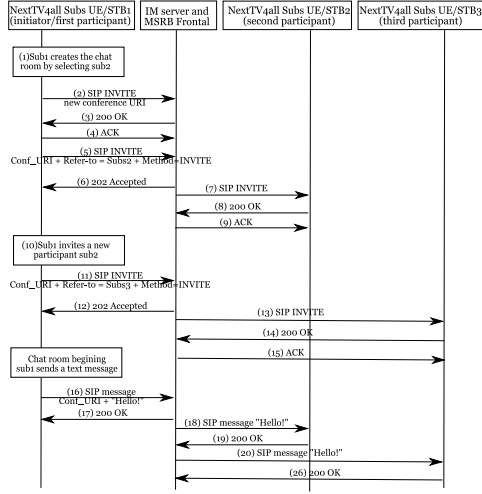 NextTV4all Subs UE/STB1
(initiator/first participant)
IM server and
MSRB Frontal
NextTV4all Subs UE/STB2
(second participant)
NextTV4all Subs UE/STB3
(third participant)
(1)Sub1 creates the chat
room by selecting sub2
(2) SIP INVITE
new conference URI
(3) 200 OK
(4) ACK
(5) SIP INVITE
Conf_URI + Refer-to = Subs2 + Method=INVITE
(6) 202 Accepted
(7) SIP INVITE
(8) 200 OK
(9) ACK
(10)Sub1 invites a new
participant sub2
(11) SIP INVITE
Conf_URI + Refer-to = Subs3 + Method=INVITE
(12) 202 Accepted
(13) SIP INVITE
(14) 200 OK
(15) ACK
Chat room begining
sub1 sends a text message
(16) SIP message
Conf_URI + "Hello!"
(17) 200 OK
(18) SIP message "Hello!"
(19) 200 OK
(20) SIP message "Hello!"
(26) 200 OK